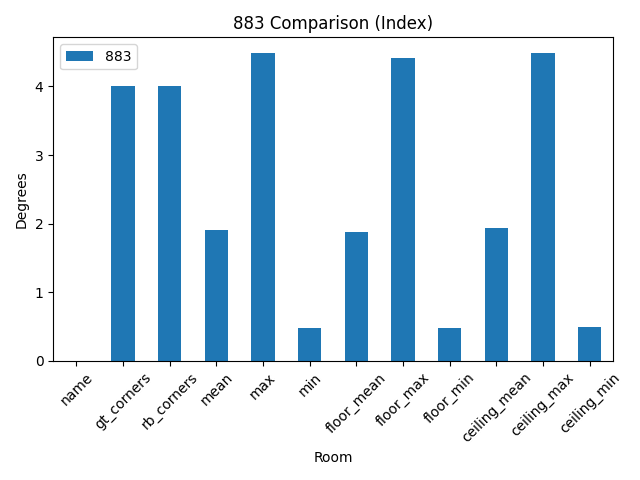 883 Comparison (Index)
883
Degrees
4
3
2
1
0
name
gt_corners
rb_corners
mean
max
min
floor_mean
floor_max
floor_min
ceiling_mean
ceiling_max
ceiling_min
Room